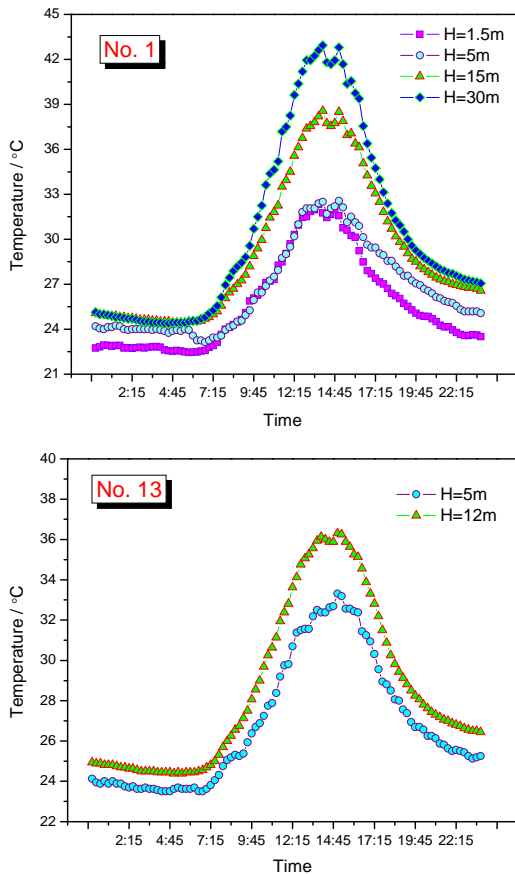 No. 1
H=1.5m
H=5m
H=15m
H=30m
45
42
39
36
33
30
27
24
21
Temperature / °C
2:15 4:45 7:15 9:45 12:15 14:45 17:15 19:45 22:15
Time
No. 13
H=5m
H=12m
40
38
36
34
32
30
28
26
24
22
Temperature / °C
2:15 4:45 7:15 9:45 12:15 14:45 17:15 19:45 22:15
Time